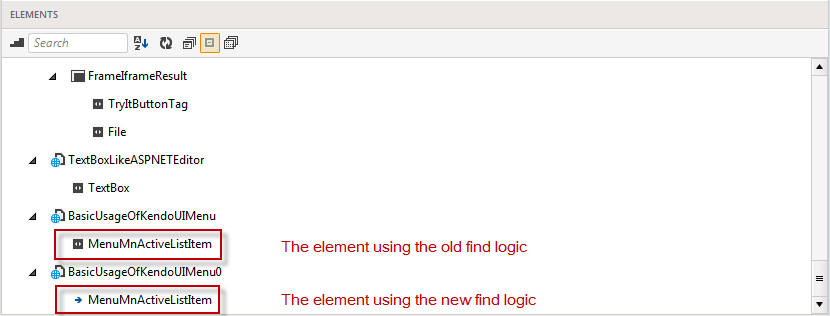 ELEMENTS
Search
A
Z
FrameIframeResult
TryItButtonTag
File
TextBoxLikeASPNETEditor
TextBox
BasicUsageOfKendoUIMenu
MenuMnActiveListItem The element using the old find logic
BasicUsageOfKendoUIMenu0
MenuMnActiveListItem The element using the new find logic